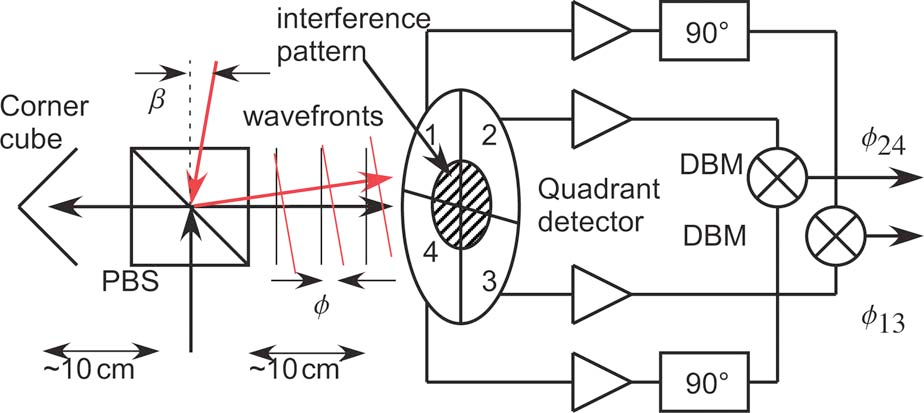 interference
pattern
90°
β
Corner
cube
wavefronts
1
2
DBM
ϕ24
Quadrant
detector
DBM
4
3
PBS
ϕ
ϕ13
~10 cm
~10 cm
90°